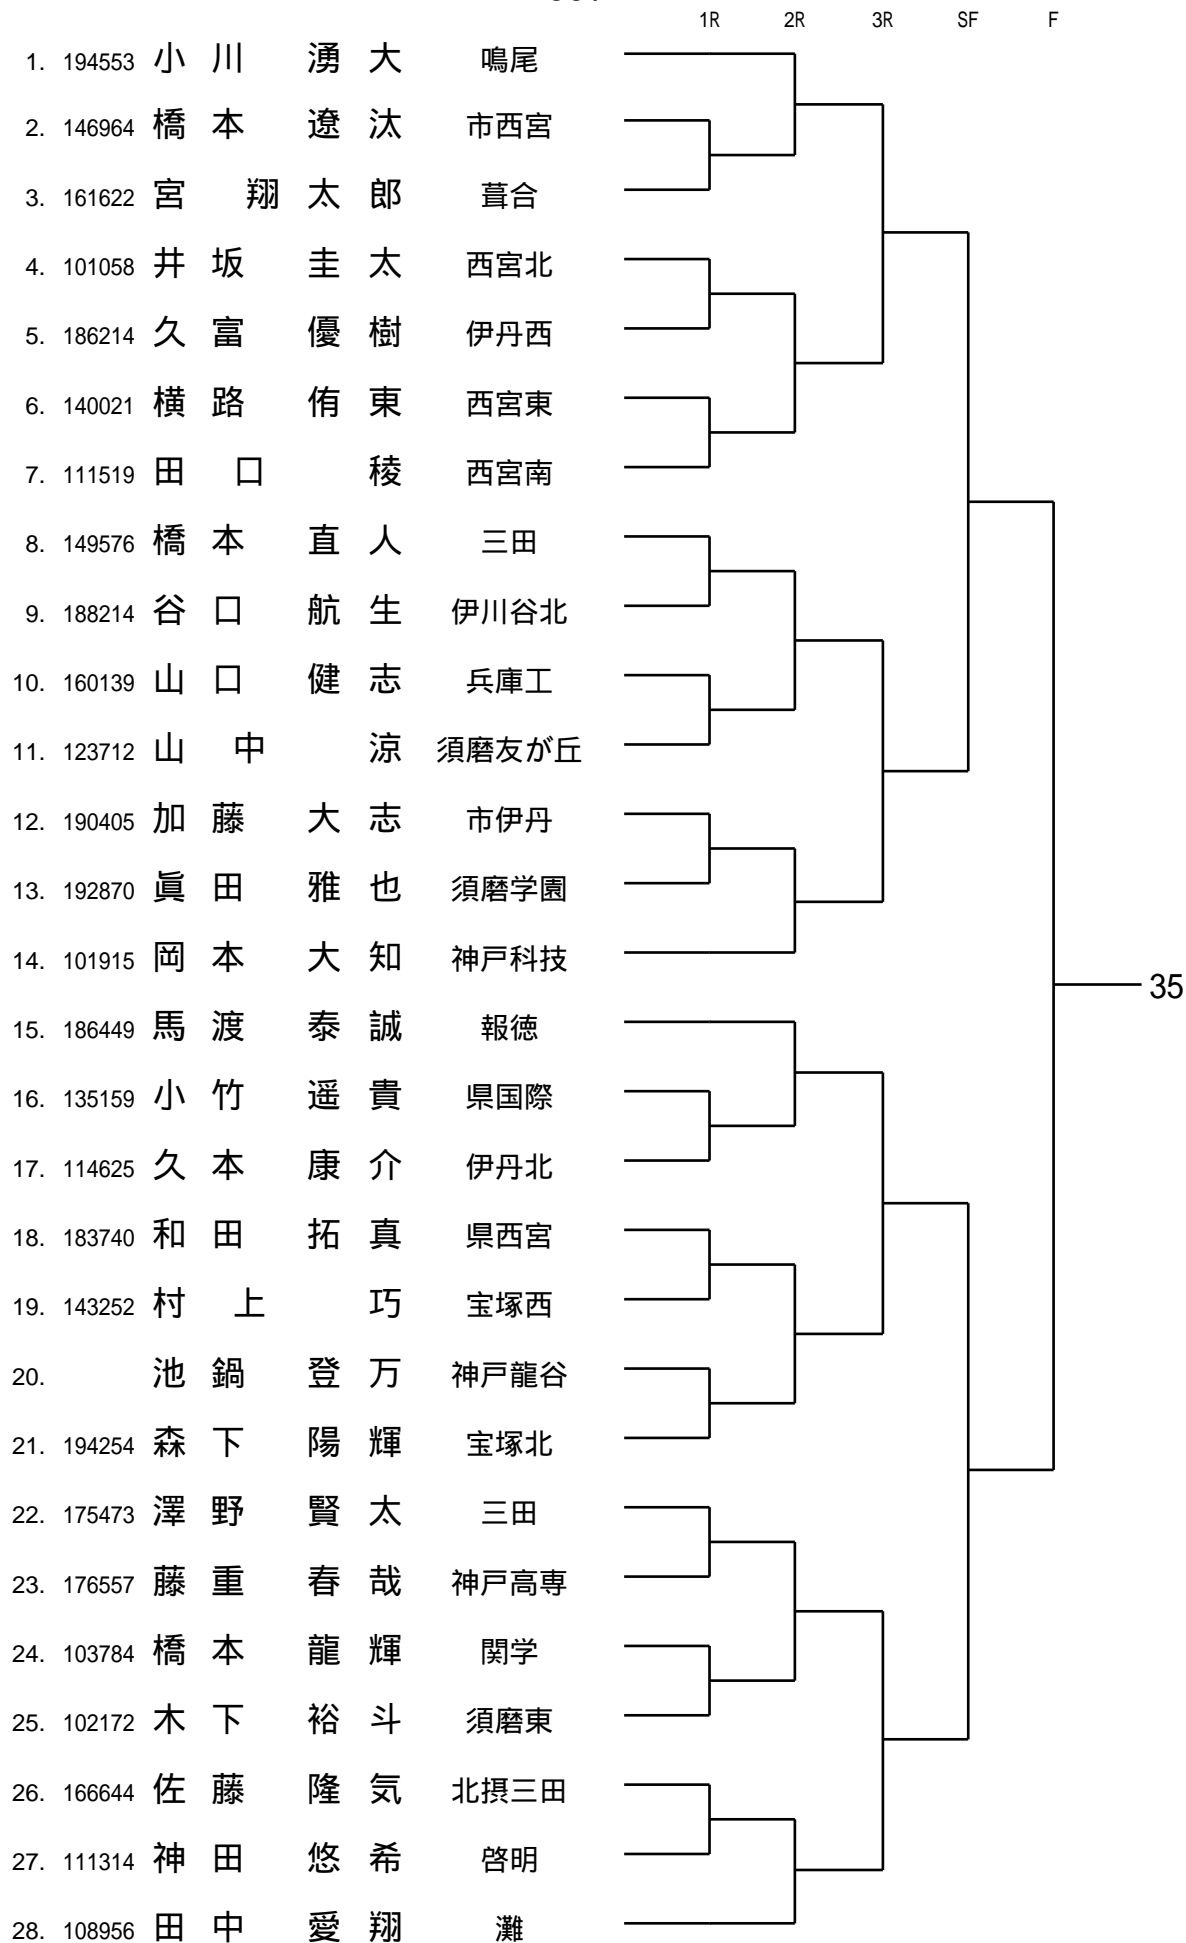 1R 2R 3R SF F
1. 194553 小川 湧大 鳴尾
2. 146964 橋本 遼汰 市西宮
3. 161622 宮 翔太郎 葺合
4. 101058 井坂 圭太 西宮北
5. 186214 久富 優樹 伊丹西
6. 140021 横路 侑東 西宮東
7. 111519 田口 稜 西宮南
8. 149576 橋本 直人 三田
9. 188214 谷口 航生 伊川谷北
10. 160139 山口 健志 兵庫工
11. 123712 山中 涼 須磨友が丘
12. 190405 加藤 大志 市伊丹
13. 192870 眞田 雅也 須磨学園
14. 101915 岡本 大知 神戸科技
35
15. 186449 馬渡 泰誠 報徳
16. 135159 小竹 遥貴 県国際
17. 114625 久本 康介 伊丹北
18. 183740 和田 拓真 県西宮
19. 143252 村上 巧 宝塚西
20. 池鍋 登万 神戸龍谷
21. 194254 森下 陽輝 宝塚北
22. 175473 澤野 賢太 三田
23. 176557 藤重 春哉 神戸高専
24. 103784 橋本 龍輝 関学
25. 102172 木下 裕斗 須磨東
26. 166644 佐藤 隆気 北摂三田
27. 111314 神田 悠希 啓明
28. 108956 田中 愛翔 灘